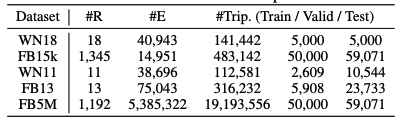 Dataset #R #E #Trip. (Train / Valid / Test)
WN18 18 40,943 141,442 5,000 5,000
FB15k 1,345 14,951 483,142 50,000 59,071
WN11 11 38,696 112,581 2,609 10,544
FB13 13 75,043 316,232 5,908 23,733
FB5M 1,192 5,385,322 19,193,556 50,000 59,071